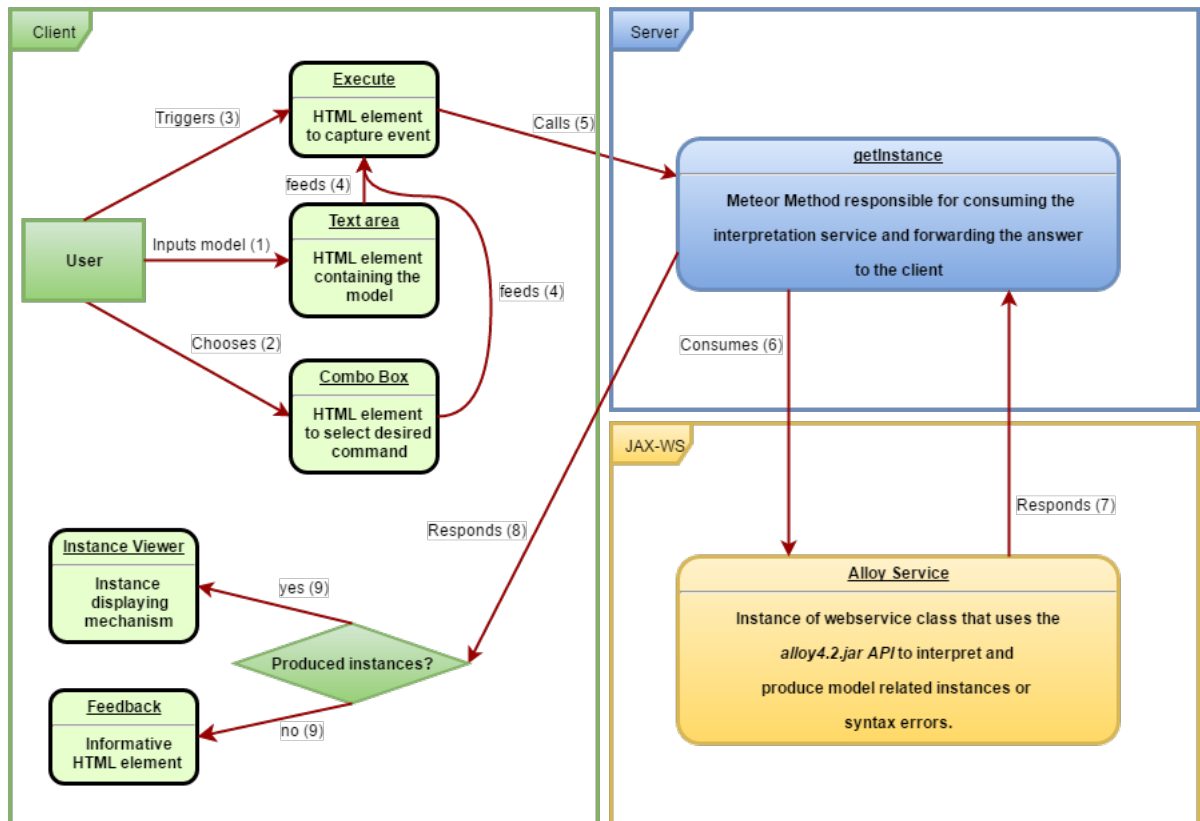 Client
Execute
HTML element
to capture event
Triggers (3)
feeds (4)
Text area
HTML element
containing the
model
Inputs model (1)
User
feeds (4)
Chooses (2)
Combo Box
HTML element
to select desired
command
Instance Viewer
Instance
displaying
mechanism
yes (9)
Produced instances?
Feedback
Informative
HTML element
no (9)
Calls (5)
Responds (8)
Server
getInstance
Meteor Method responsible for consuming the
interpretation service and forwarding the answer
to the client
Consumes (6)
JAX-WS
Responds (7)
Alloy Service
Instance of webservice class that uses the
alloy4.2.jar API to interpret and
produce model related instances or
syntax errors.